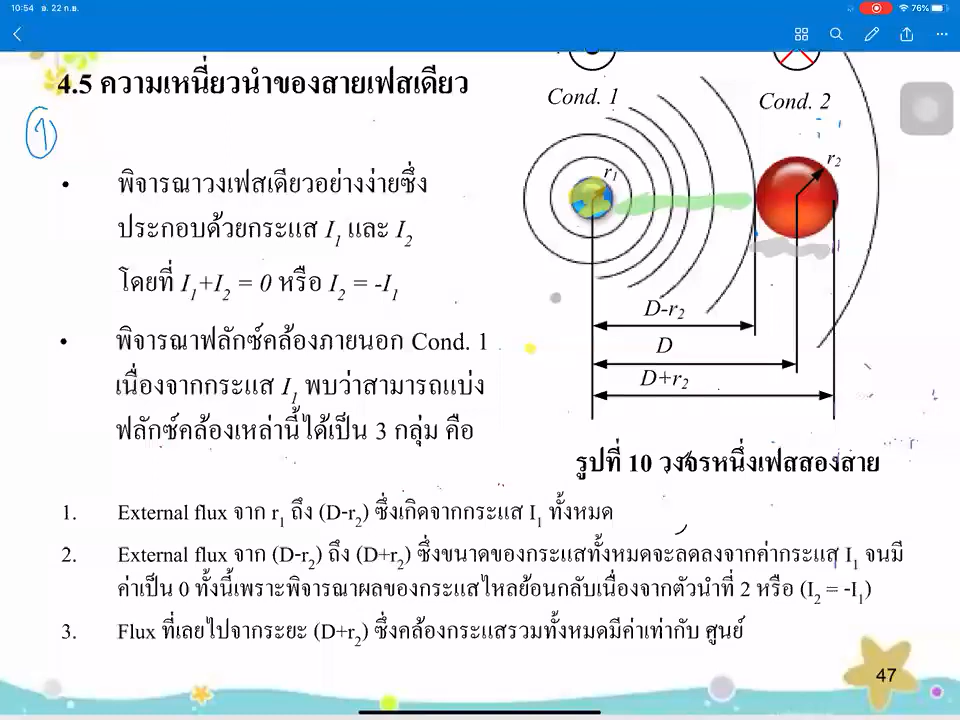 10:54 อ. 22 ก.ย.
76%
4.5 ความเหนี่ยวนำของสายเฟสเดียว
1
Cond. 1
Cond. 2
r1
r2
• พิจารณาวงเฟสเดียวอย่างง่ายซึ่ง
ประกอบด้วยกระแส I1 และ I2
โดยที่ I1+I2 = 0 หรือ I2 = -I1
• พิจารณาฟลักซ์คล้องภายนอก Cond. 1
เนื่องจากกระแส I1 พบว่าสามารถแบ่ง
ฟลักซ์คล้องเหล่านี้ได้เป็น 3 กลุ่ม คือ
D-r2
D
D+r2
รูปที่ 10 วงจรหนึ่งเฟสสองสาย
1. External flux จาก r1 ถึง (D-r2) ซึ่งเกิดจากกระแส I1 ทั้งหมด
2. External flux จาก (D-r2) ถึง (D+r2) ซึ่งขนาดของกระแสทั้งหมดจะลดลงจากค่ากระแส I1 จนมี
ค่าเป็น 0 ทั้งนี้เพราะพิจารณาผลของกระแสไหลย้อนกลับเนื่องจากตัวนำที่ 2 หรือ (I2 = -I1)
3. Flux ที่เลยไปจากระยะ (D+r2) ซึ่งคล้องกระแสรวมทั้งหมดมีค่าเท่ากับ ศูนย์
47